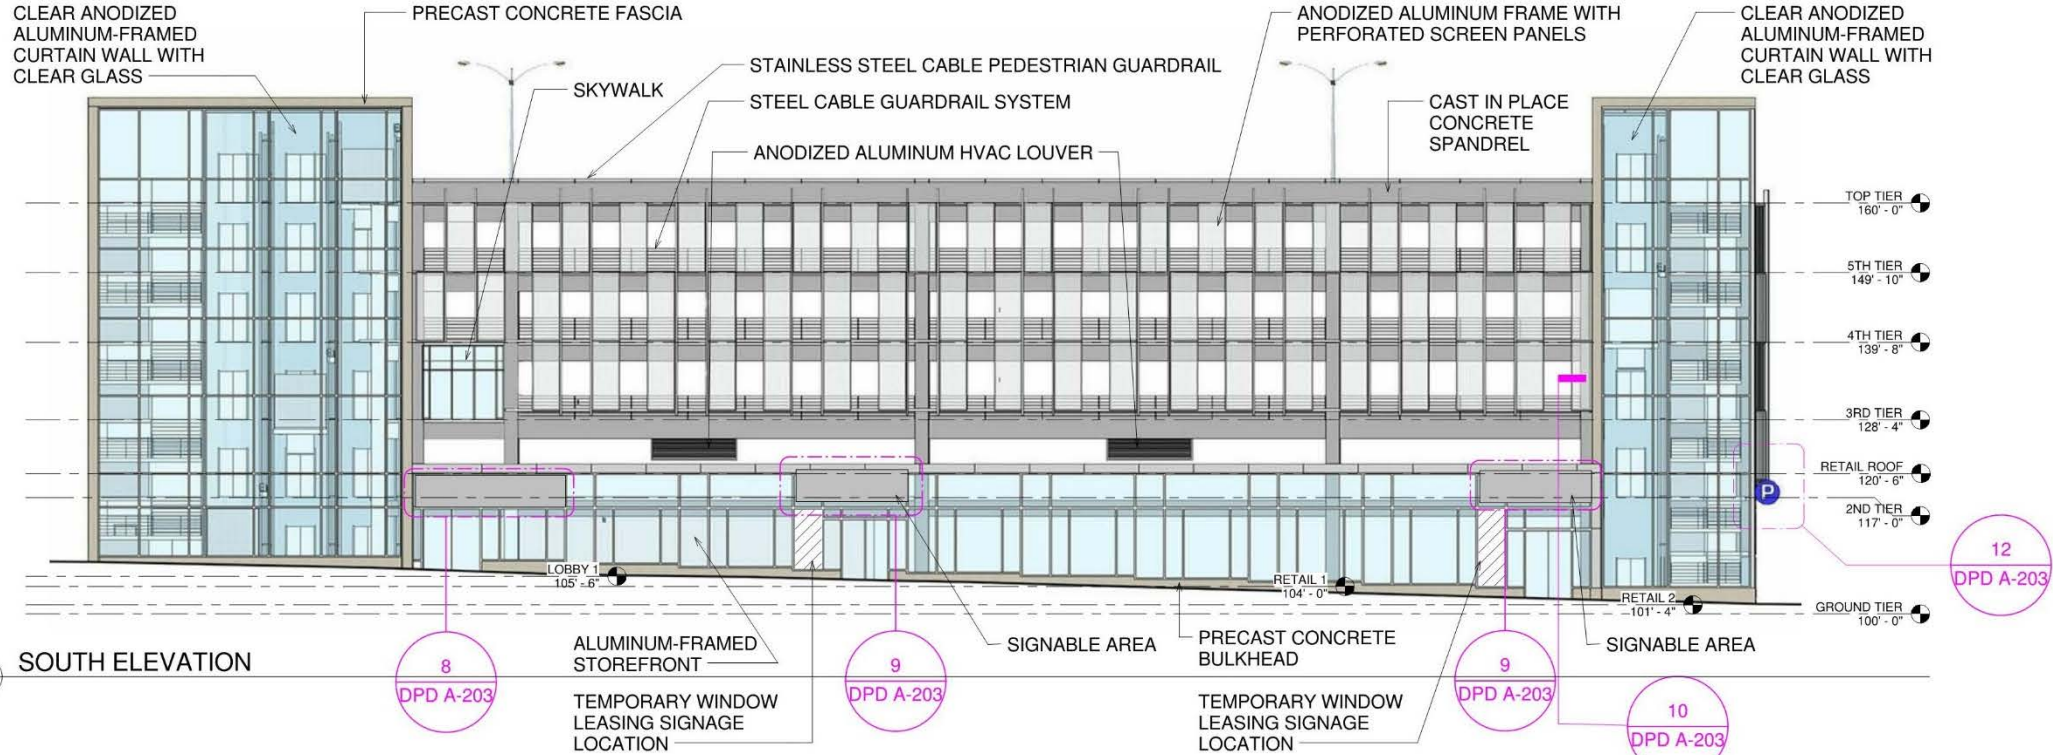 CLEAR ANODIZED
ALUMINUM-FRAMED
CURTAIN WALL WITH
CLEAR GLASS
PRECAST CONCRETE FASCIA
SKYWALK
STAINLESS STEEL CABLE PEDESTRIAN GUARDRAIL
STEEL CABLE GUARDRAIL SYSTEM
ANODIZED ALUMINUM HVAC LOUVER
ANODIZED ALUMINUM FRAME WITH
PERFORATED SCREEN PANELS
CAST IN PLACE
CONCRETE
SPANDREL
CLEAR ANODIZED
ALUMINUM-FRAMED
CURTAIN WALL WITH
CLEAR GLASS
TOP TIER
160' - 0"
5TH TIER
149' - 10"
4TH TIER
139' - 8"
3RD TIER
128' - 4"
RETAIL ROOF
120' - 6"
P
2ND TIER
117' - 0"
12
DPD A-203
LOBBY 1
105' - 6"
RETAIL 1
104' - 0"
RETAIL 2
101' - 4"
GROUND TIER
100' - 0"
SOUTH ELEVATION
8
DPD A-203
ALUMINUM-FRAMED
STOREFRONT
TEMPORARY WINDOW
LEASING SIGNAGE
LOCATION
9
DPD A-203
SIGNABLE AREA
PRECAST CONCRETE
BULKHEAD
TEMPORARY WINDOW
LEASING SIGNAGE
LOCATION
9
DPD A-203
SIGNABLE AREA
10
DPD A-203